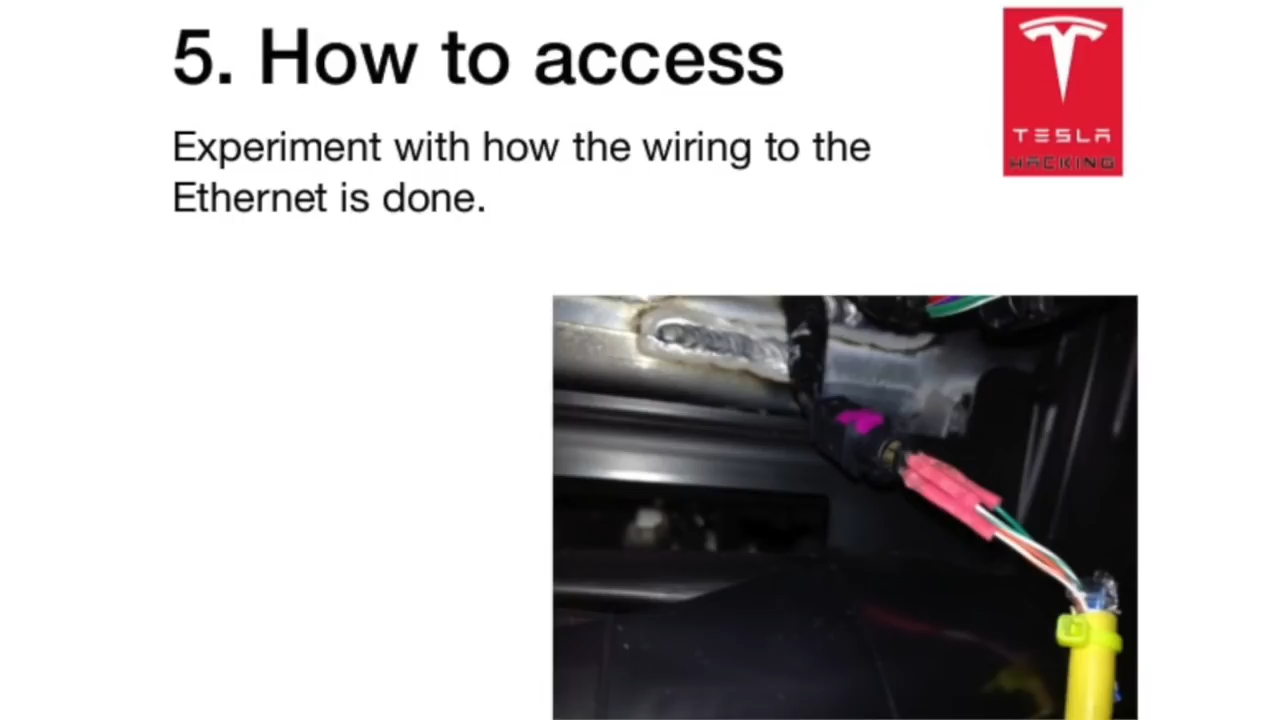 5. How to access
Experiment with how the wiring to the
Ethernet is done.
TESLA
HACKING